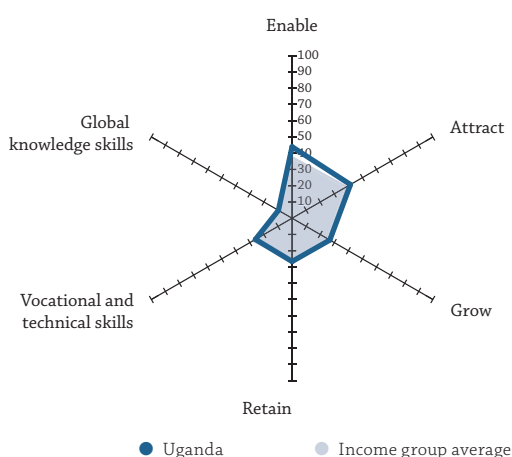 Enable
100
90
80
70
60
50
40
30
20
10
Attract
Global
knowledge skills
Vocational and
technical skills
Grow
Retain
Uganda
Income group average